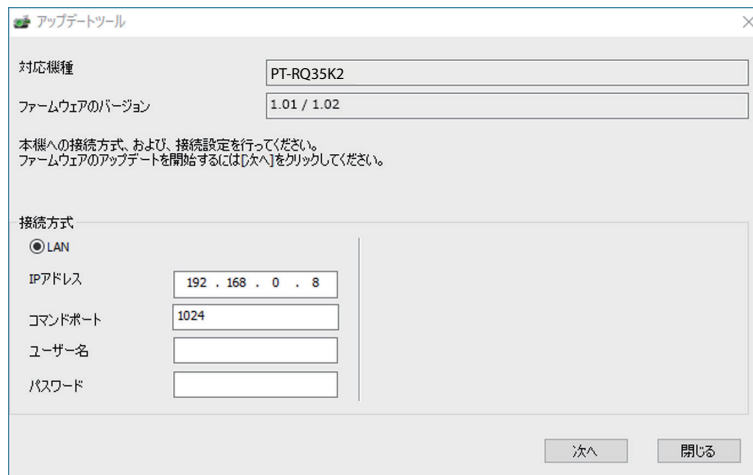 アップデートツール
対応機種 PT-RQ35K2
ファームウェアのバージョン 1.01 / 1.02
本機への接続方式、および、接続設定を行ってください。
ファームウェアのアップデートを開始するには[次へ]をクリックしてください。
接続方式
LAN
IPアドレス 192 . 168 . 0 . 8
コマンドポート 1024
ユーザー名
パスワード
次へ 閉じる